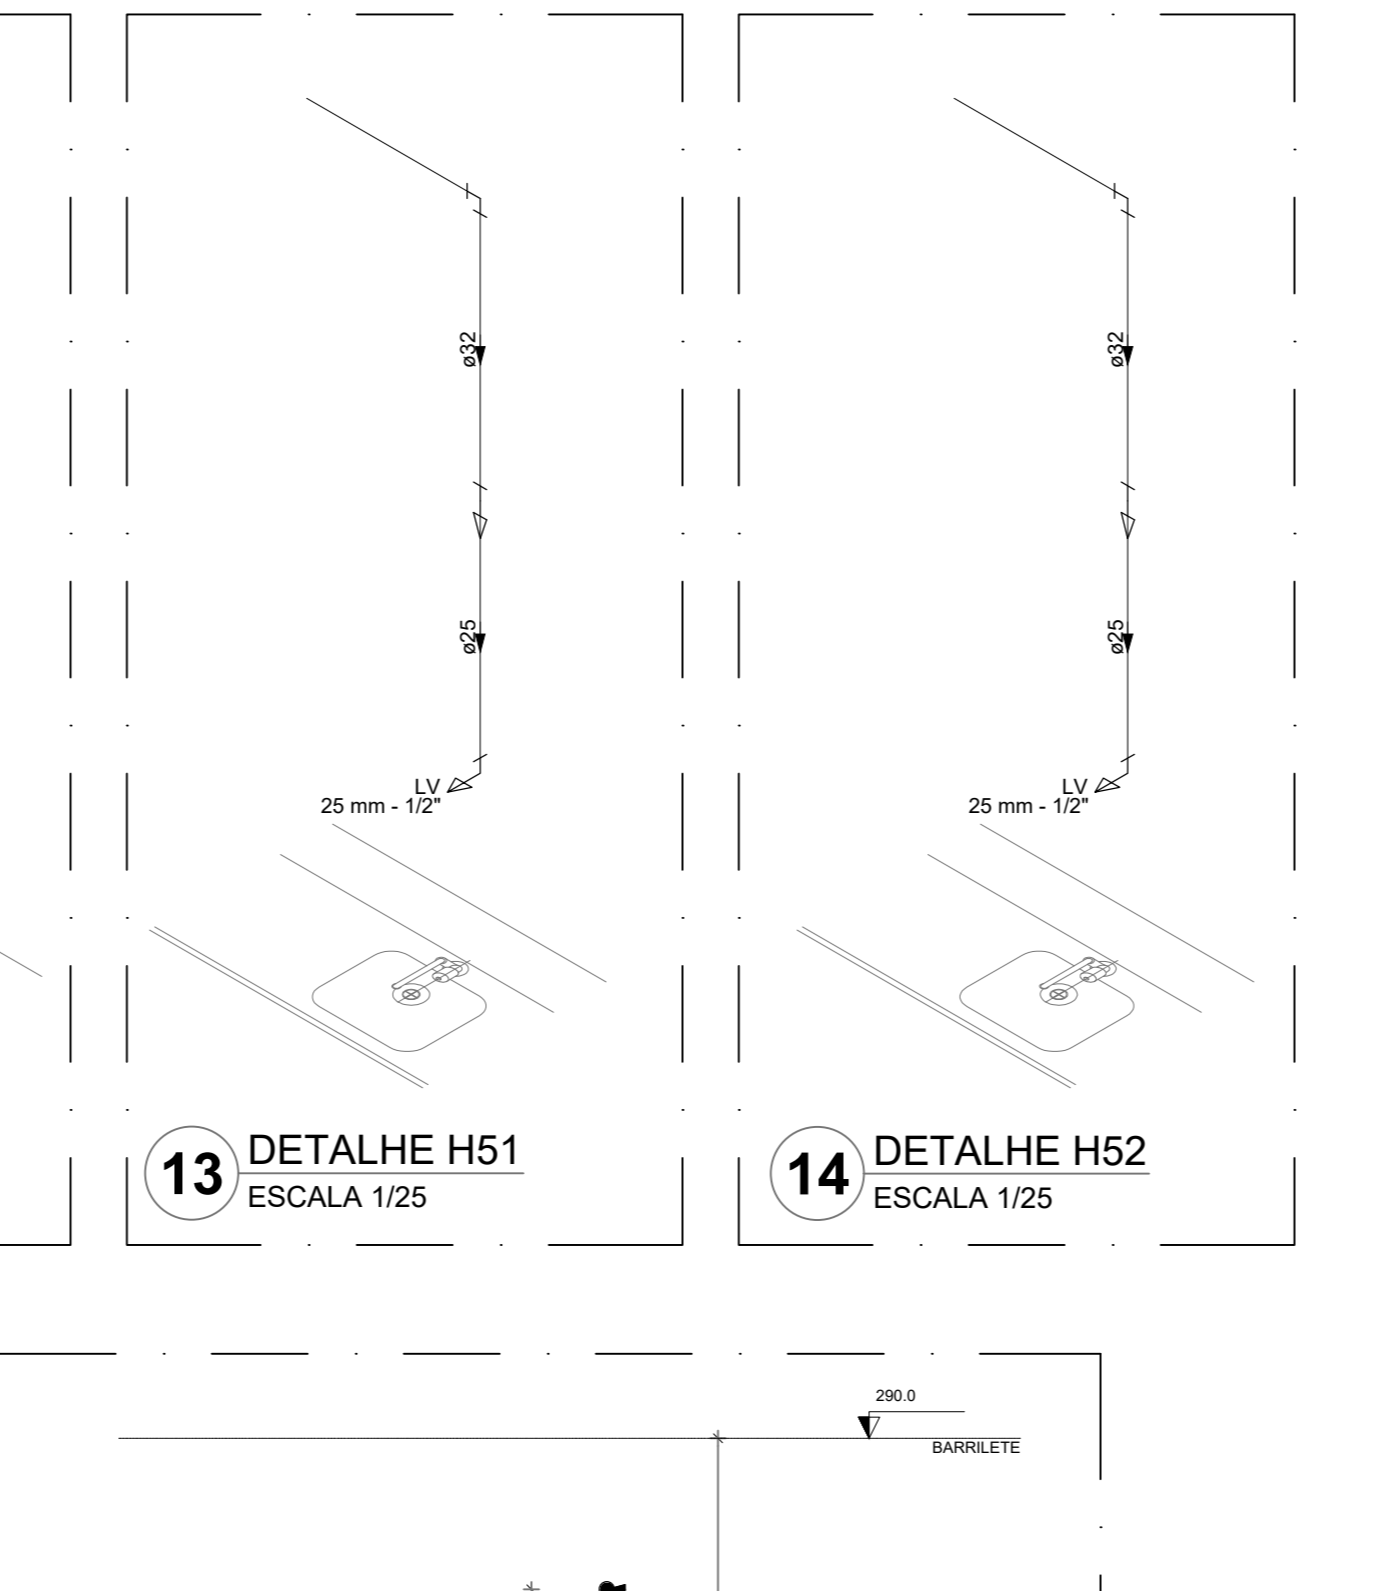 ø32
ø25
LV
25 mm - 1/2"
13
DETALHE H51
ESCALA 1/25
ø32
ø25
LV
25 mm - 1/2"
14
DETALHE H52
ESCALA 1/25
290.0
BARRILETE